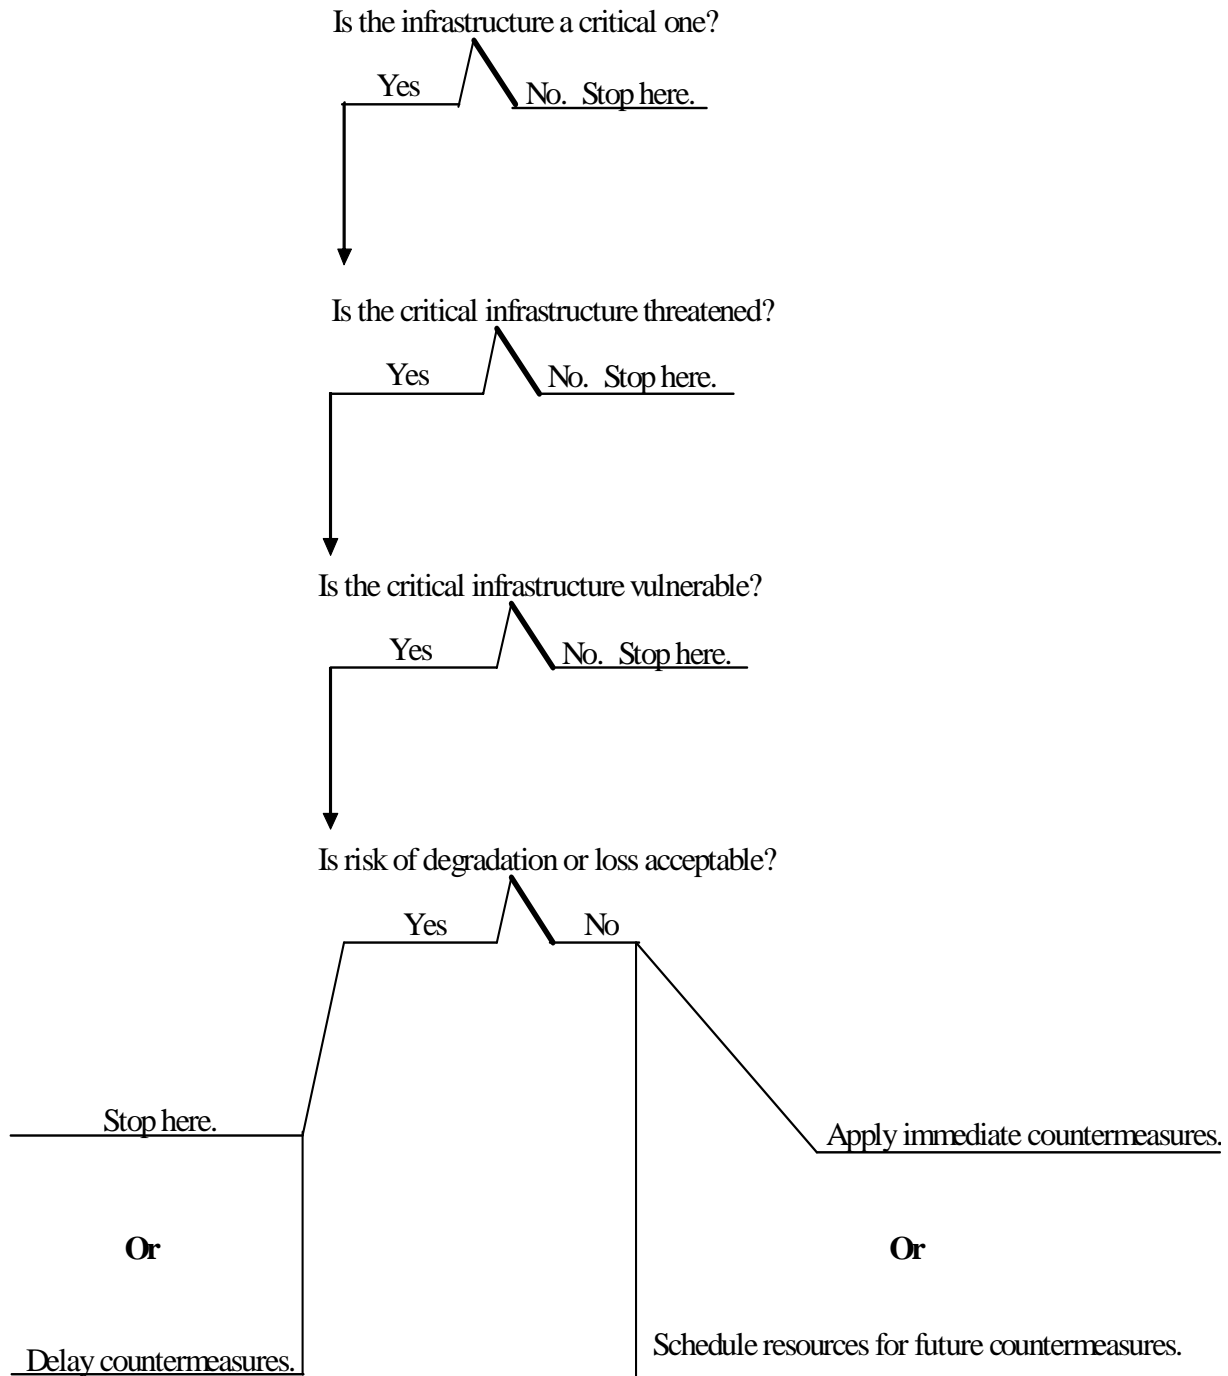 Is the infrastructure a critical one?
Yes
No. Stop here.
Is the critical infrastructure threatened?
Yes
No. Stop here.
Is the critical infrastructure vulnerable?
Yes
No. Stop here.
Is risk of degradation or loss acceptable?
Yes
No
Stop here.
Apply immediate countermeasures.
Or
Or
Delay countermeasures.
Schedule resources for future countermeasures.